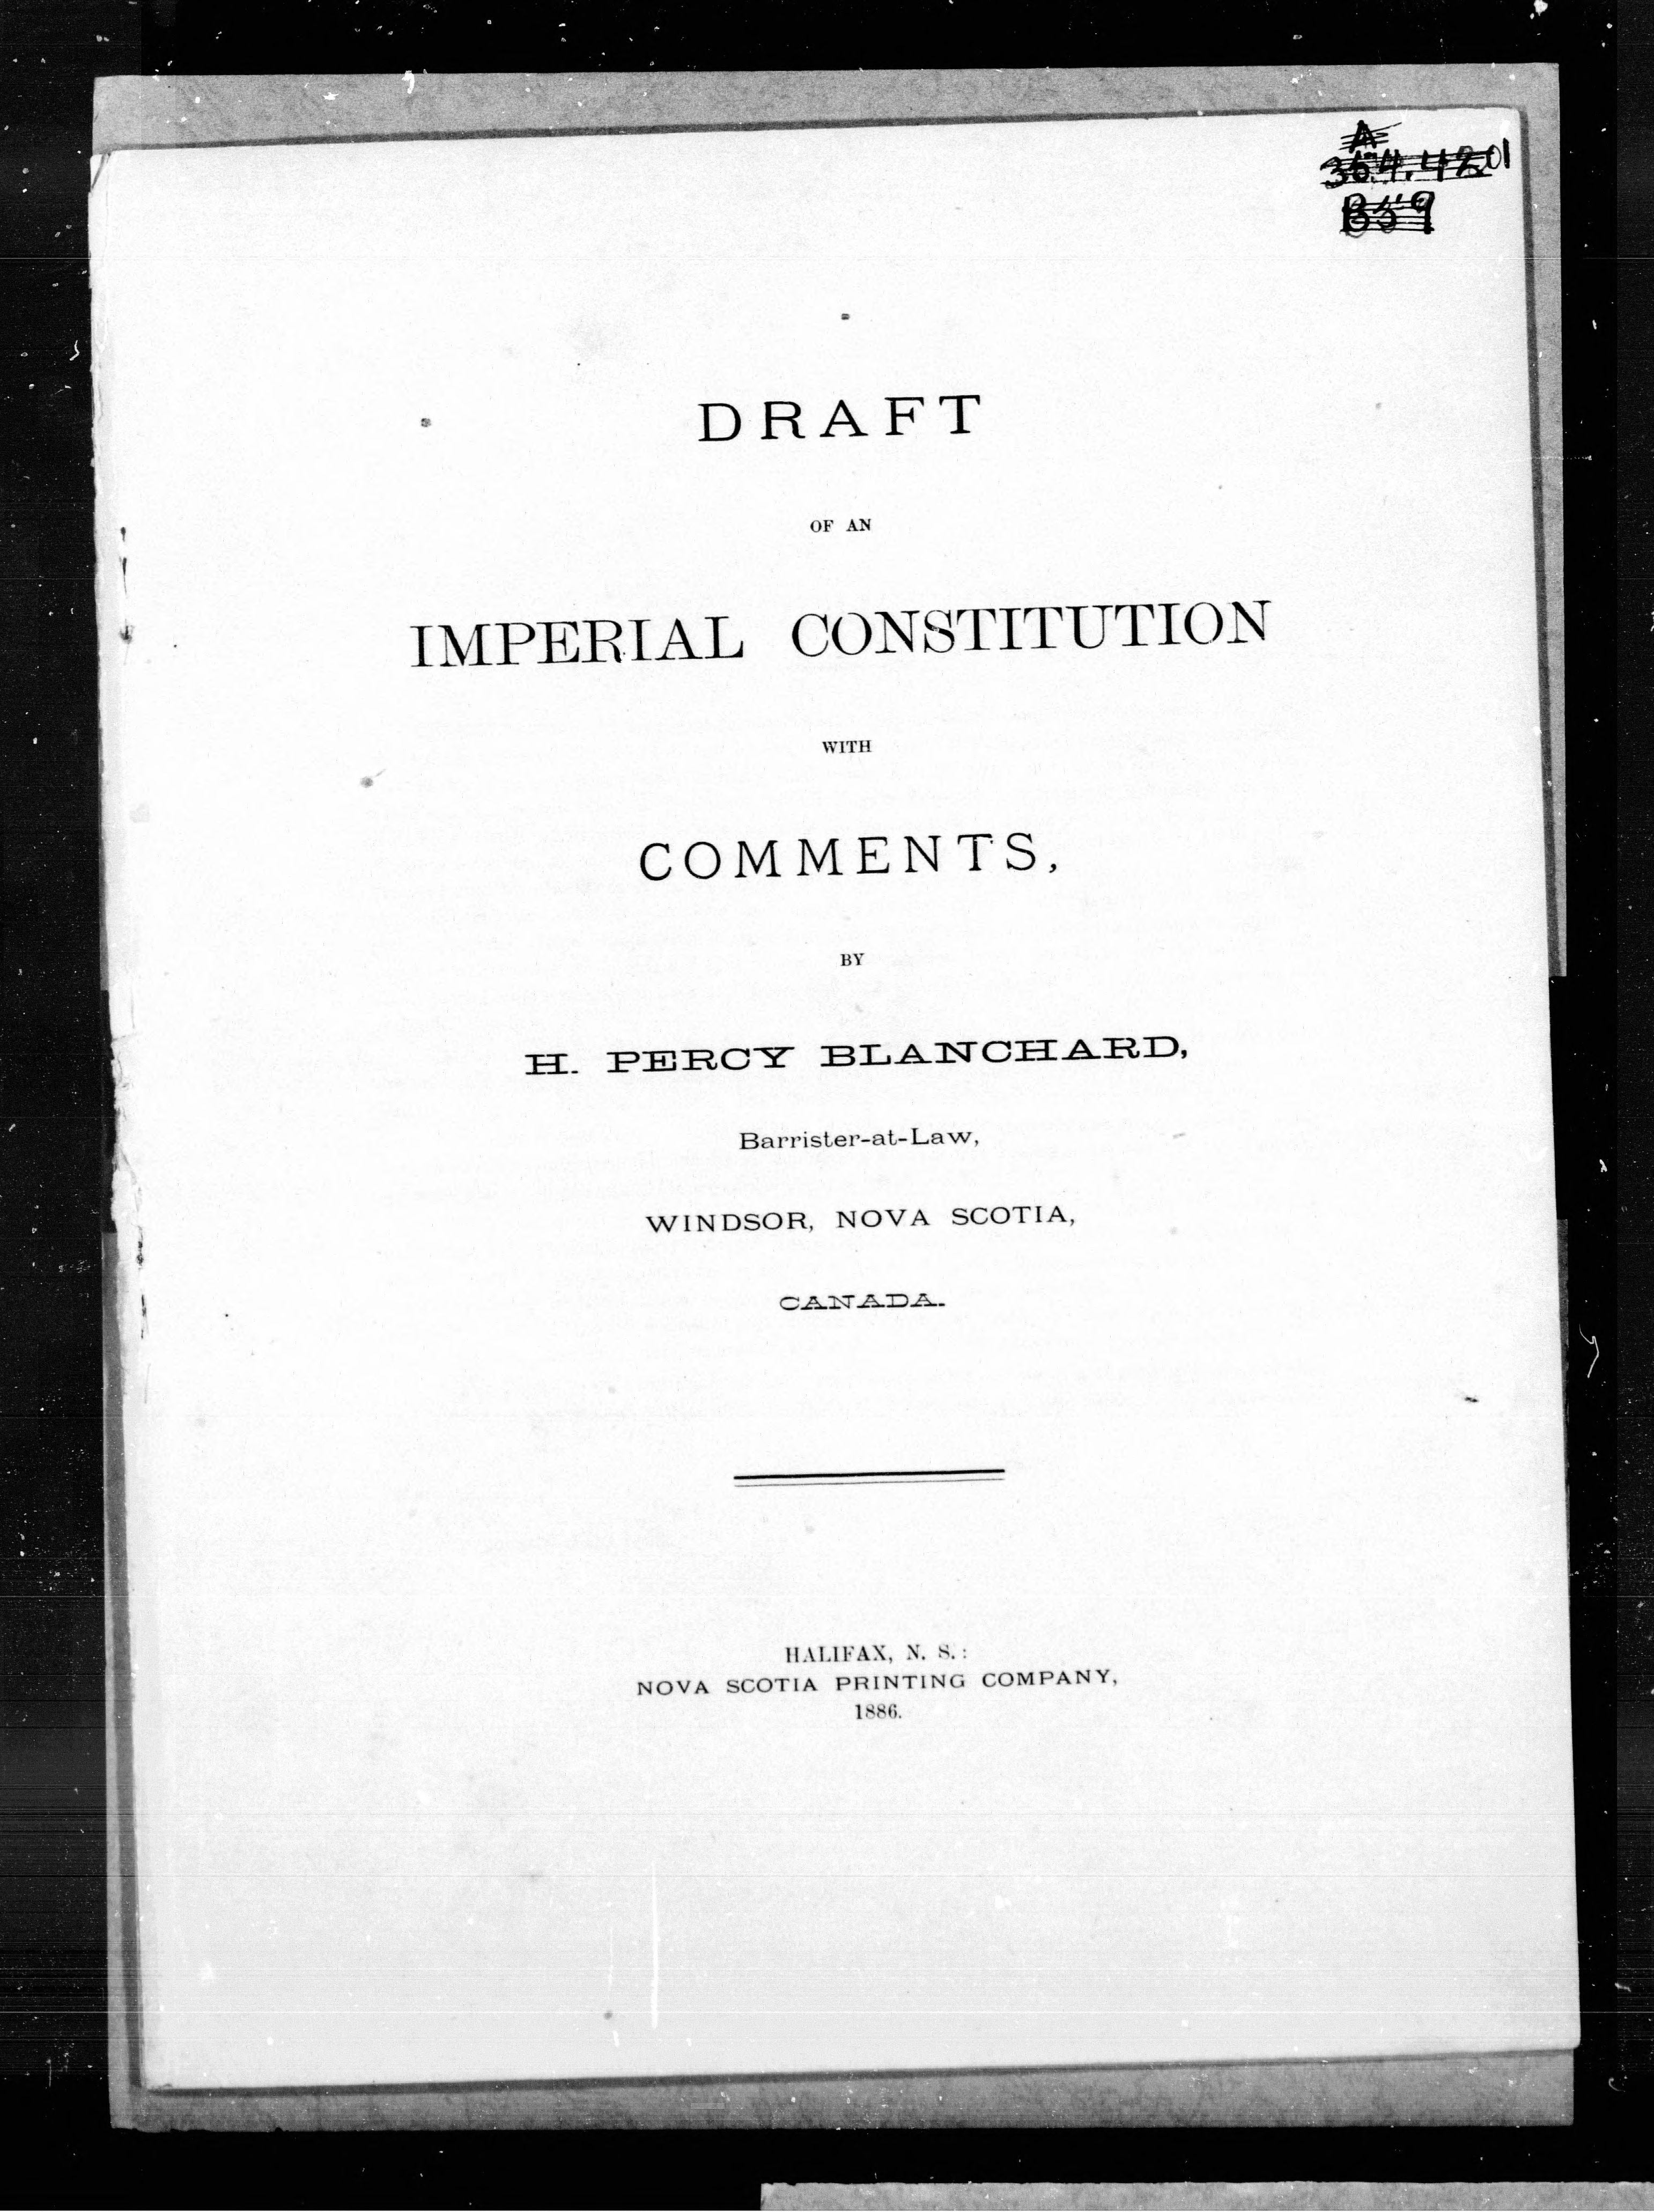 A
DRAFT
OF AN
IMPERIAL CONSTITUTION
WITH
COMMENTS,
BY
H. PERCY BLANCHARD,
Barrister-at-Law,
WINDSOR, NOVA SCOTIA,
CANADA.
HALIFAX, N. S.:
NOVA SCOTIA PRINTING COMPANY,
1886.